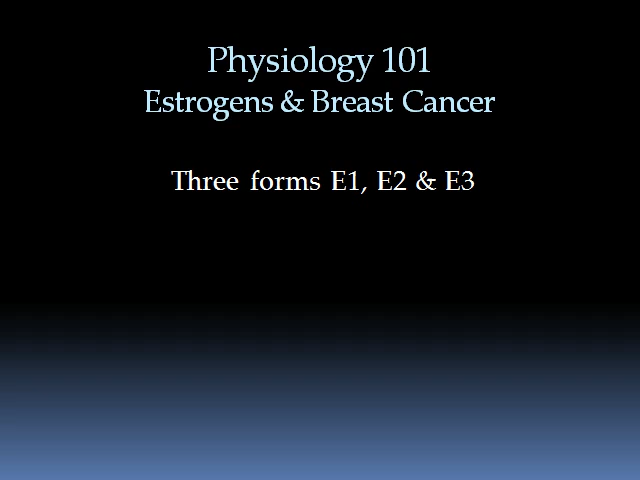 Physiology 101
Estrogens & Breast Cancer
Three forms E1, E2 & E3